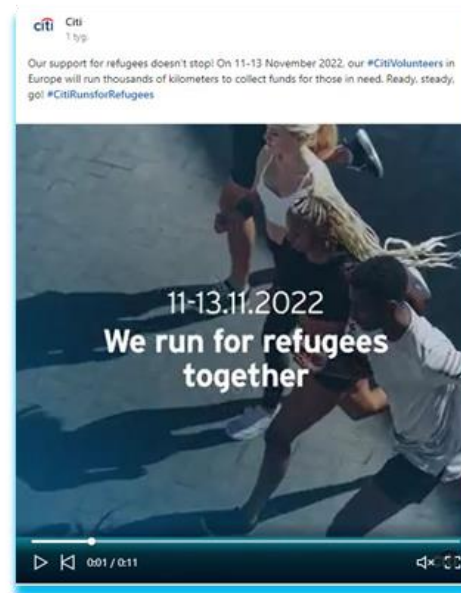 citi Citi
1 tyg.
Our support for refugees doesn't stop! On 11-13 November 2022, our #CitiVolunteers in
Europe will run thousands of kilometers to collect funds for those in need. Ready, steady,
go! #CitiRunsforRefugees
11-13.11.2022
We run for refugees
together
0:01 / 0:11